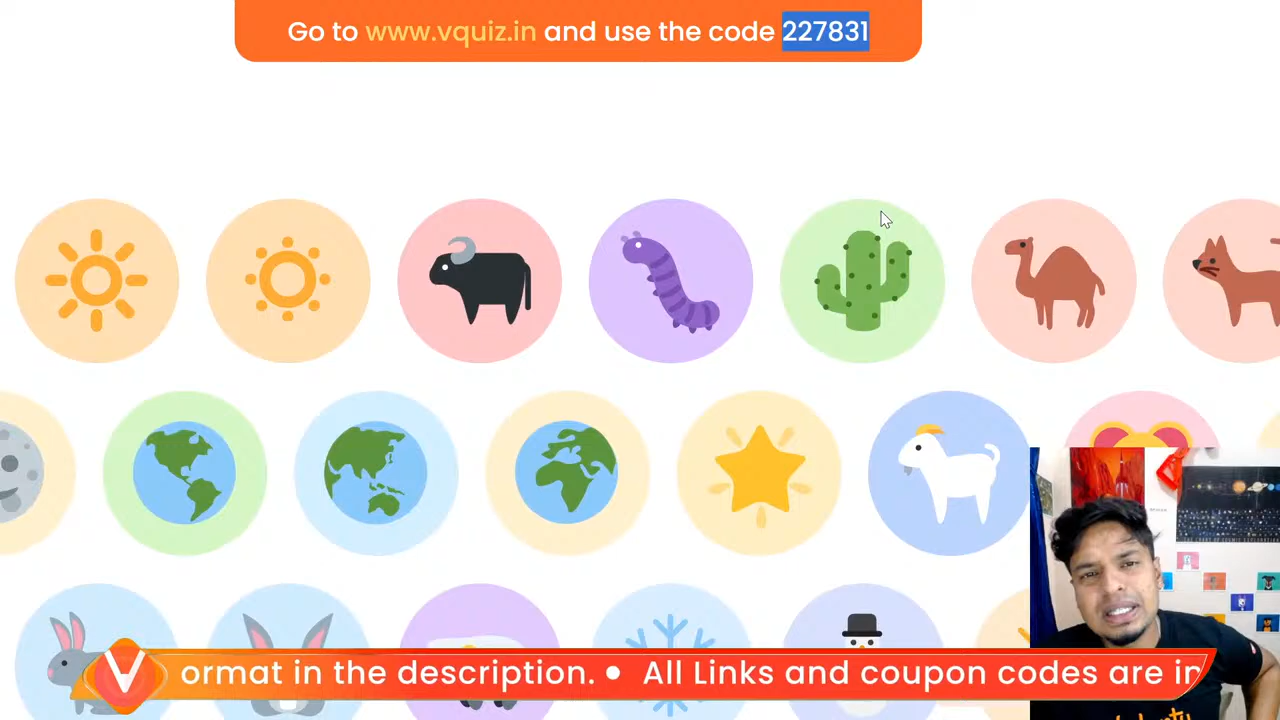 Go to www.vquiz.in and use the code 227831
V ormat in the description. ● All Links and coupon codes are in